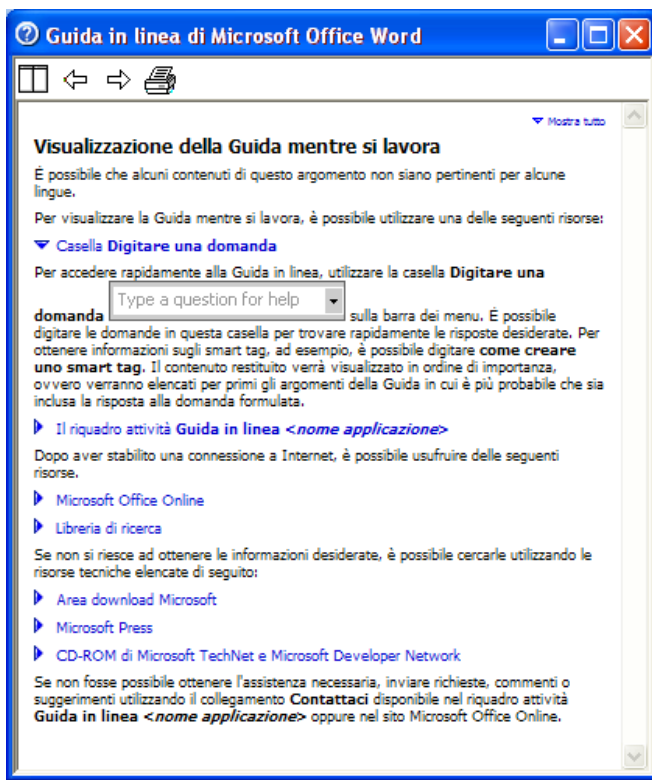 Guida in linea di Microsoft Office Word
Mostra tutto
Visualizzazione della Guida mentre si lavora
É possibile che alcuni contenuti di questo argomento non siano pertinenti per alcune
lingue.
Per visualizzare la Guida mentre si lavora, è possibile utilizzare una delle seguenti risorse:
Casella Digitare una domanda
Per accedere rapidamente alla Guida in linea, utilizzare la casella Digitare una
domanda Type a question for help sulla barra dei menu. É possibile
digitare le domande in questa casella per trovare rapidamente le risposte desiderate. Per
ottenere informazioni sugli smart tag, ad esempio, è possibile digitare come creare
uno smart tag. Il contenuto restituito verrà visualizzato in ordine di importanza,
ovvero verranno elencati per primi gli argomenti della Guida in cui è più probabile che sia
inclusa la risposta alla domanda formulata.
Il riquadro attività Guida in linea <nome applicazione>
Dopo aver stabilito una connessione a Internet, è possibile usufruire delle seguenti
risorse.
Microsoft Office Online
Libreria di ricerca
Se non si riesce ad ottenere le informazioni desiderate, è possibile cercarle utilizzando le
risorse tecniche elencate di seguito:
Area download Microsoft
Microsoft Press
CD-ROM di Microsoft TechNet e Microsoft Developer Network
Se non fosse possibile ottenere l'assistenza necessaria, inviare richieste, commenti o
suggerimenti utilizzando il collegamento Contattaci disponibile nel riquadro attività
Guida in linea <nome applicazione> oppure nel sito Microsoft Office Online.